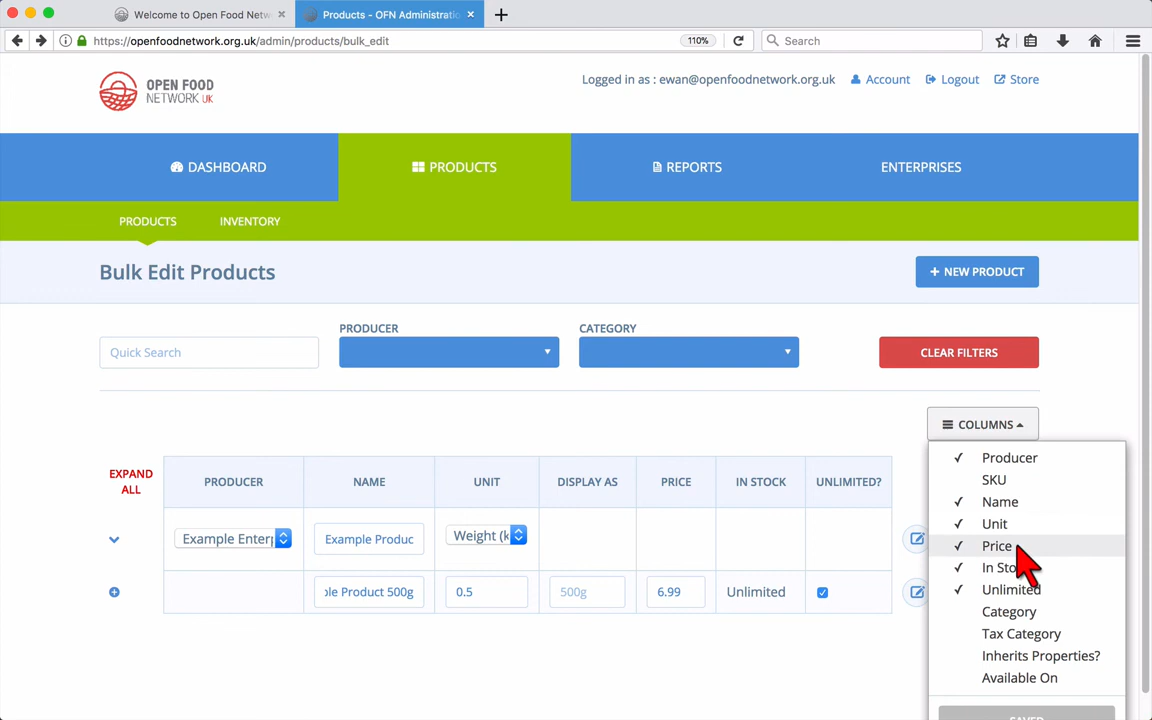 Welcome to Open Food Netw
Products - OFN Administratio
https://openfoodnetwork.org.uk/admin/products/bulk_edit
110%
Search
OPEN FOOD
NETWORK UK
Logged in as : ewan@openfoodnetwork.org.uk
Account
Logout
Store
DASHBOARD
PRODUCTS
REPORTS
ENTERPRISES
PRODUCTS
INVENTORY
Bulk Edit Products
NEW PRODUCT
PRODUCER
CATEGORY
Quick Search
CLEAR FILTERS
COLUMNS
EXPAND
ALL
PRODUCER
NAME
UNIT
DISPLAY AS
PRICE
IN STOCK
UNLIMITED?
Example Enterp
Example Produc
Weight (k
ple Product 500g
0.5
500g
6.99
Unlimited
Producer
SKU
Name
Unit
Price
In Sto
Unlimited
Category
Tax Category
Inherits Properties?
Available On
SAVED